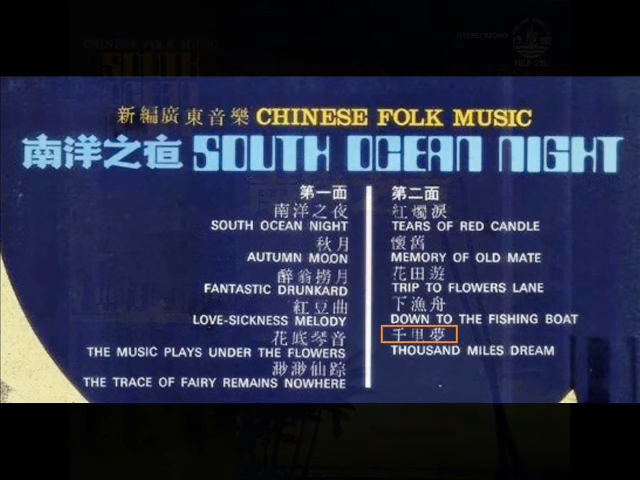 新編廣東音樂 CHINESE FOLK MUSIC
南洋之夜 SOUTH OCEAN NIGHT
第一面
南洋之夜
SOUTH OCEAN NIGHT
秋月
AUTUMN MOON
醉翁撈月
FANTASTIC DRUNKARD
紅豆曲
LOVE-SICKNESS MELODY
花底琴音
THE MUSIC PLAYS UNDER THE FLOWERS
渺渺仙踪
THE TRACE OF FAIRY REMAINS NOWHERE
第二面
紅燭淚
TEARS OF RED CANDLE
懷舊
MEMORY OF OLD MATE
花田遊
TRIP TO FLOWERS LANE
下漁舟
DOWN TO THE FISHING BOAT
千里夢
THOUSAND MILES DREAM